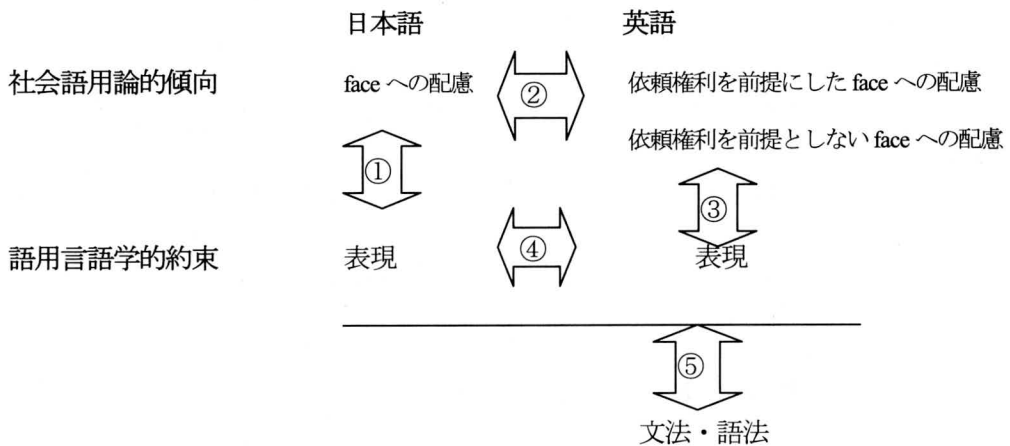 日本語 英語
社会語用論的傾向 face への配慮 ② 依頼権利を前提にした face への配慮
依頼権利を前提としない face への配慮
① ③
語用言語学的約束 表現 ④ 表現
⑤
文法・語法